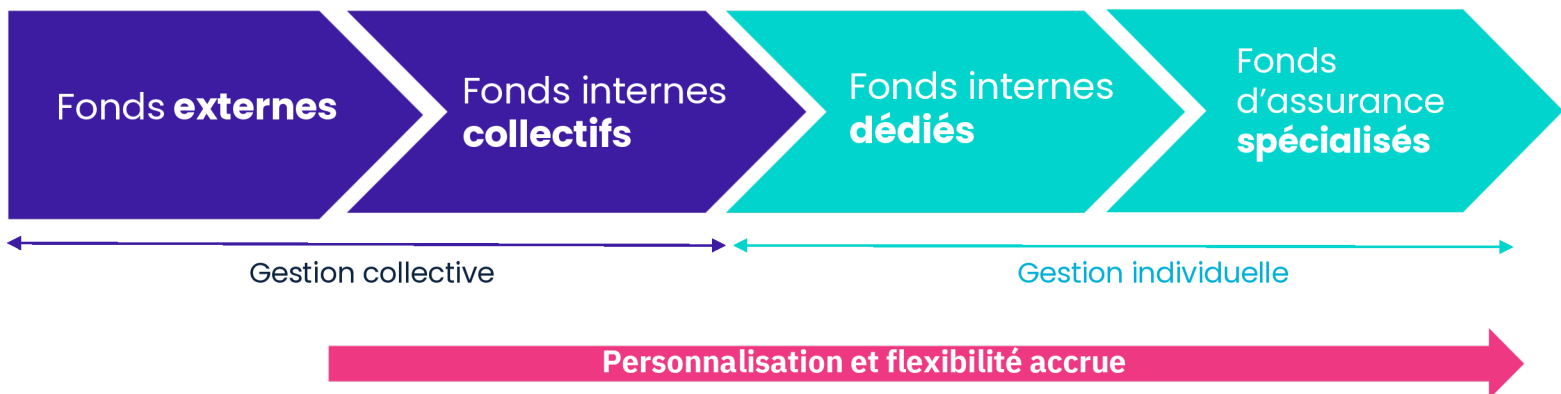 Fonds externes
Fonds internes
collectifs
Fonds internes
dédiés
Fonds
d’assurance
spécialisés
Gestion collective
Gestion individuelle
Personnalisation et flexibilité accrue